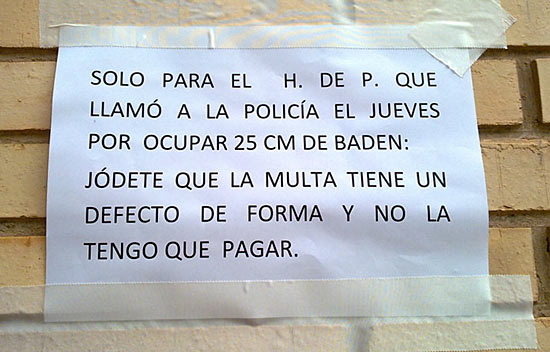 SOLO PARA EL H. DE P. QUE
LLAMÓ A LA POLICÍA EL JUEVES
POR OCUPAR 25 CM DE BADEN:
JÓDETE QUE LA MULTA TIENE UN
DEFECTO DE FORMA Y NO LA
TENGO QUE PAGAR.